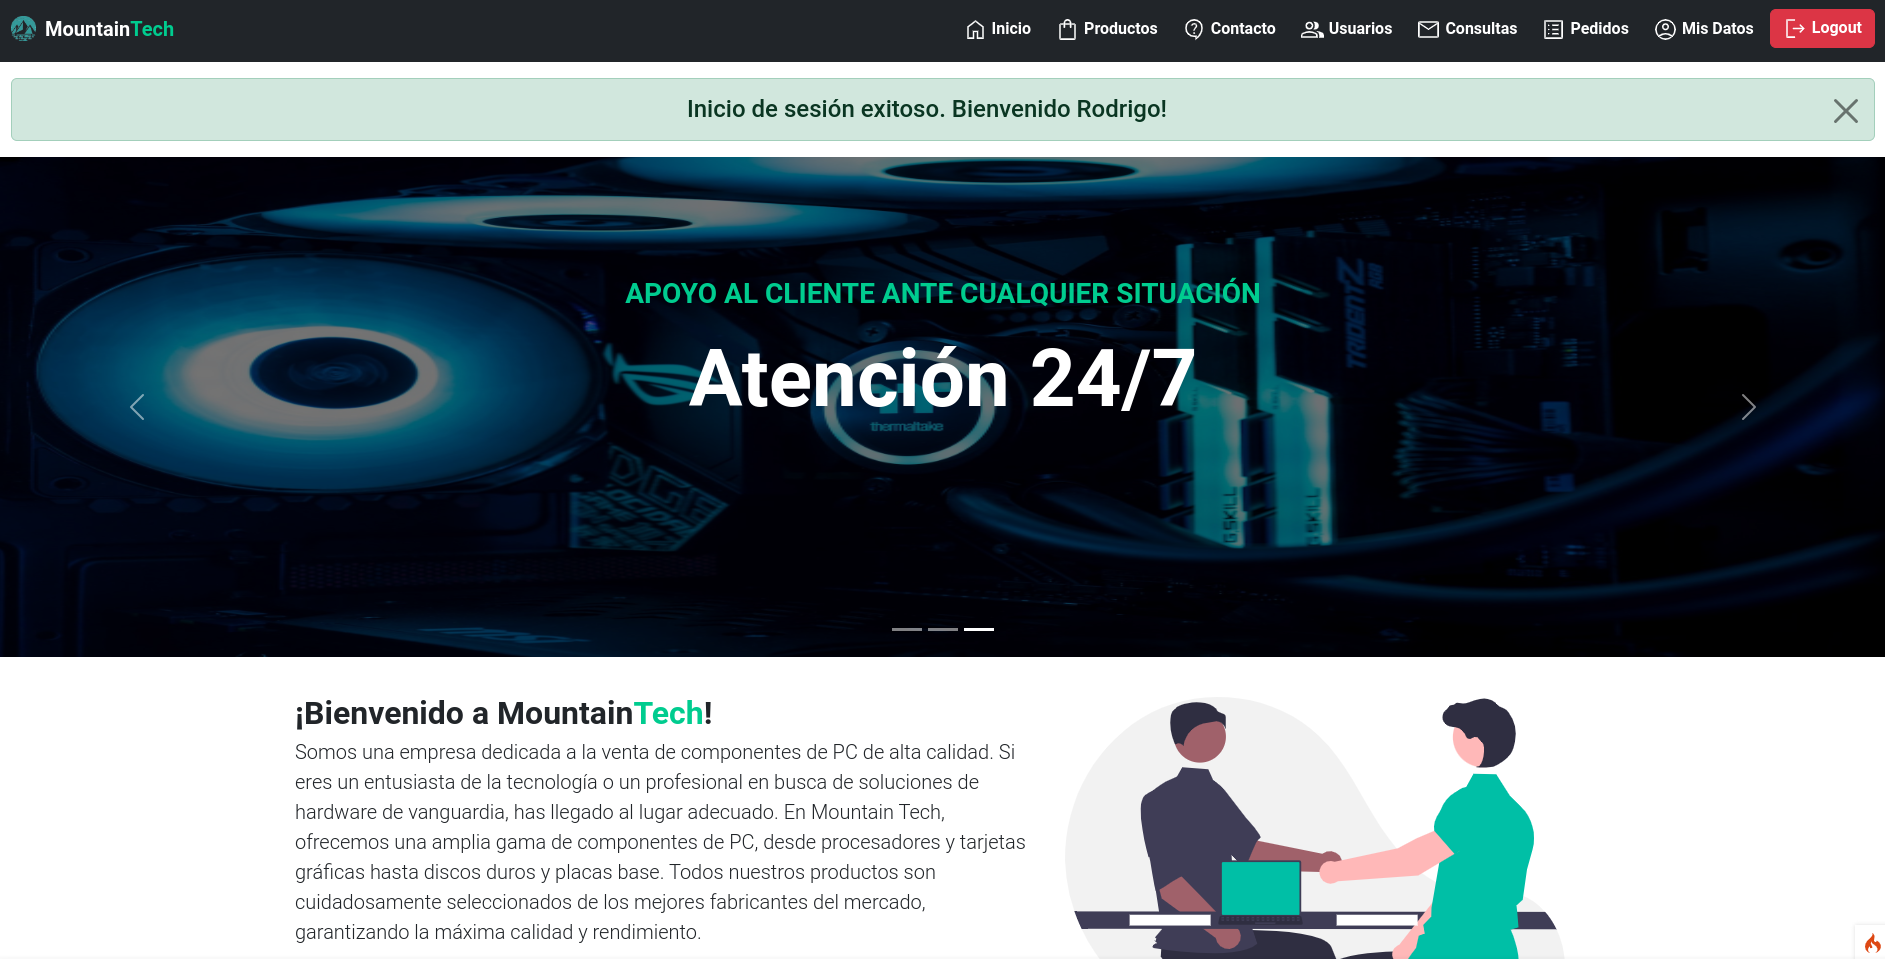 MountainTech
Inicio
Productos
Contacto
Usuarios
Consultas
Pedidos
Mis Datos
Logout
Inicio de sesión exitoso. Bienvenido Rodrigo!
APOYO AL CLIENTE ANTE CUALQUIER SITUACIÓN
Atención 24/7
thermaltake
TRIDENTZ RGB
G.SKILL
G.SKILL
¡Bienvenido a MountainTech!
Somos una empresa dedicada a la venta de componentes de PC de alta calidad. Si
eres un entusiasta de la tecnología o un profesional en busca de soluciones de
hardware de vanguardia, has llegado al lugar adecuado. En Mountain Tech,
ofrecemos una amplia gama de componentes de PC, desde procesadores y tarjetas
gráficas hasta discos duros y placas base. Todos nuestros productos son
cuidadosamente seleccionados de los mejores fabricantes del mercado,
garantizando la máxima calidad y rendimiento.